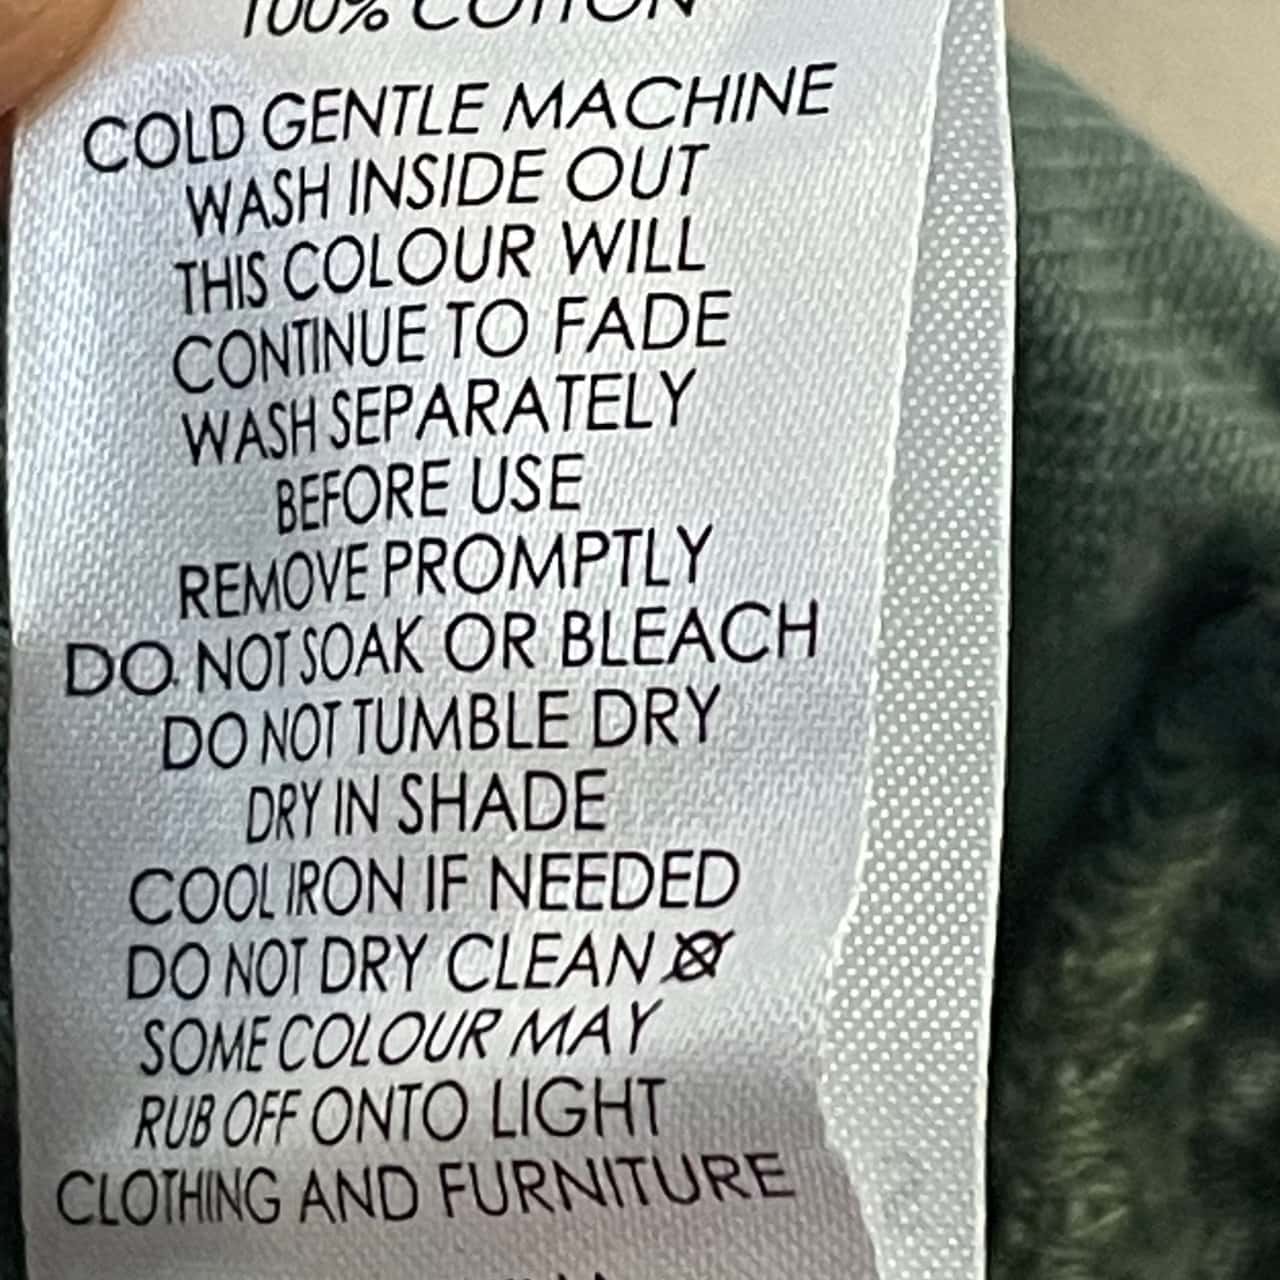 100% COTTON
COLD GENTLE MACHINE
WASH INSIDE OUT
THIS COLOUR WILL
CONTINUE TO FADE
WASH SEPARATELY
BEFORE USE
REMOVE PROMPTLY
DO NOT SOAK OR BLEACH
DO NOT TUMBLE DRY
DRY IN SHADE
COOL IRON IF NEEDED
DO NOT DRY CLEAN
SOME COLOUR MAY
RUB OFF ONTO LIGHT
CLOTHING AND FURNITURE